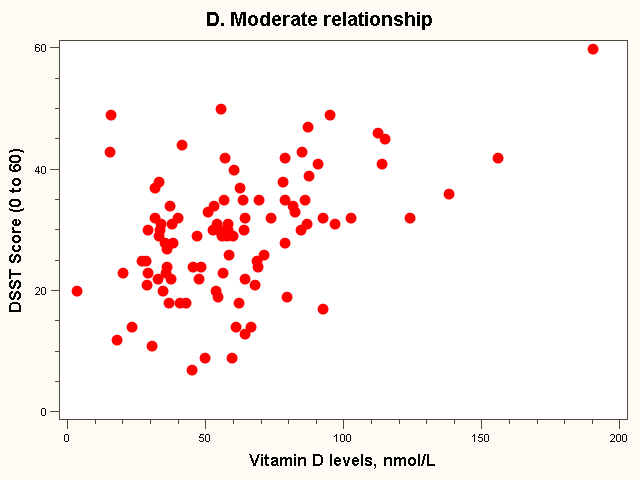 D. Moderate relationship
DSST Score (0 to 60)
60
40
20
0
0 50 100 150 200
Vitamin D levels, nmol/L